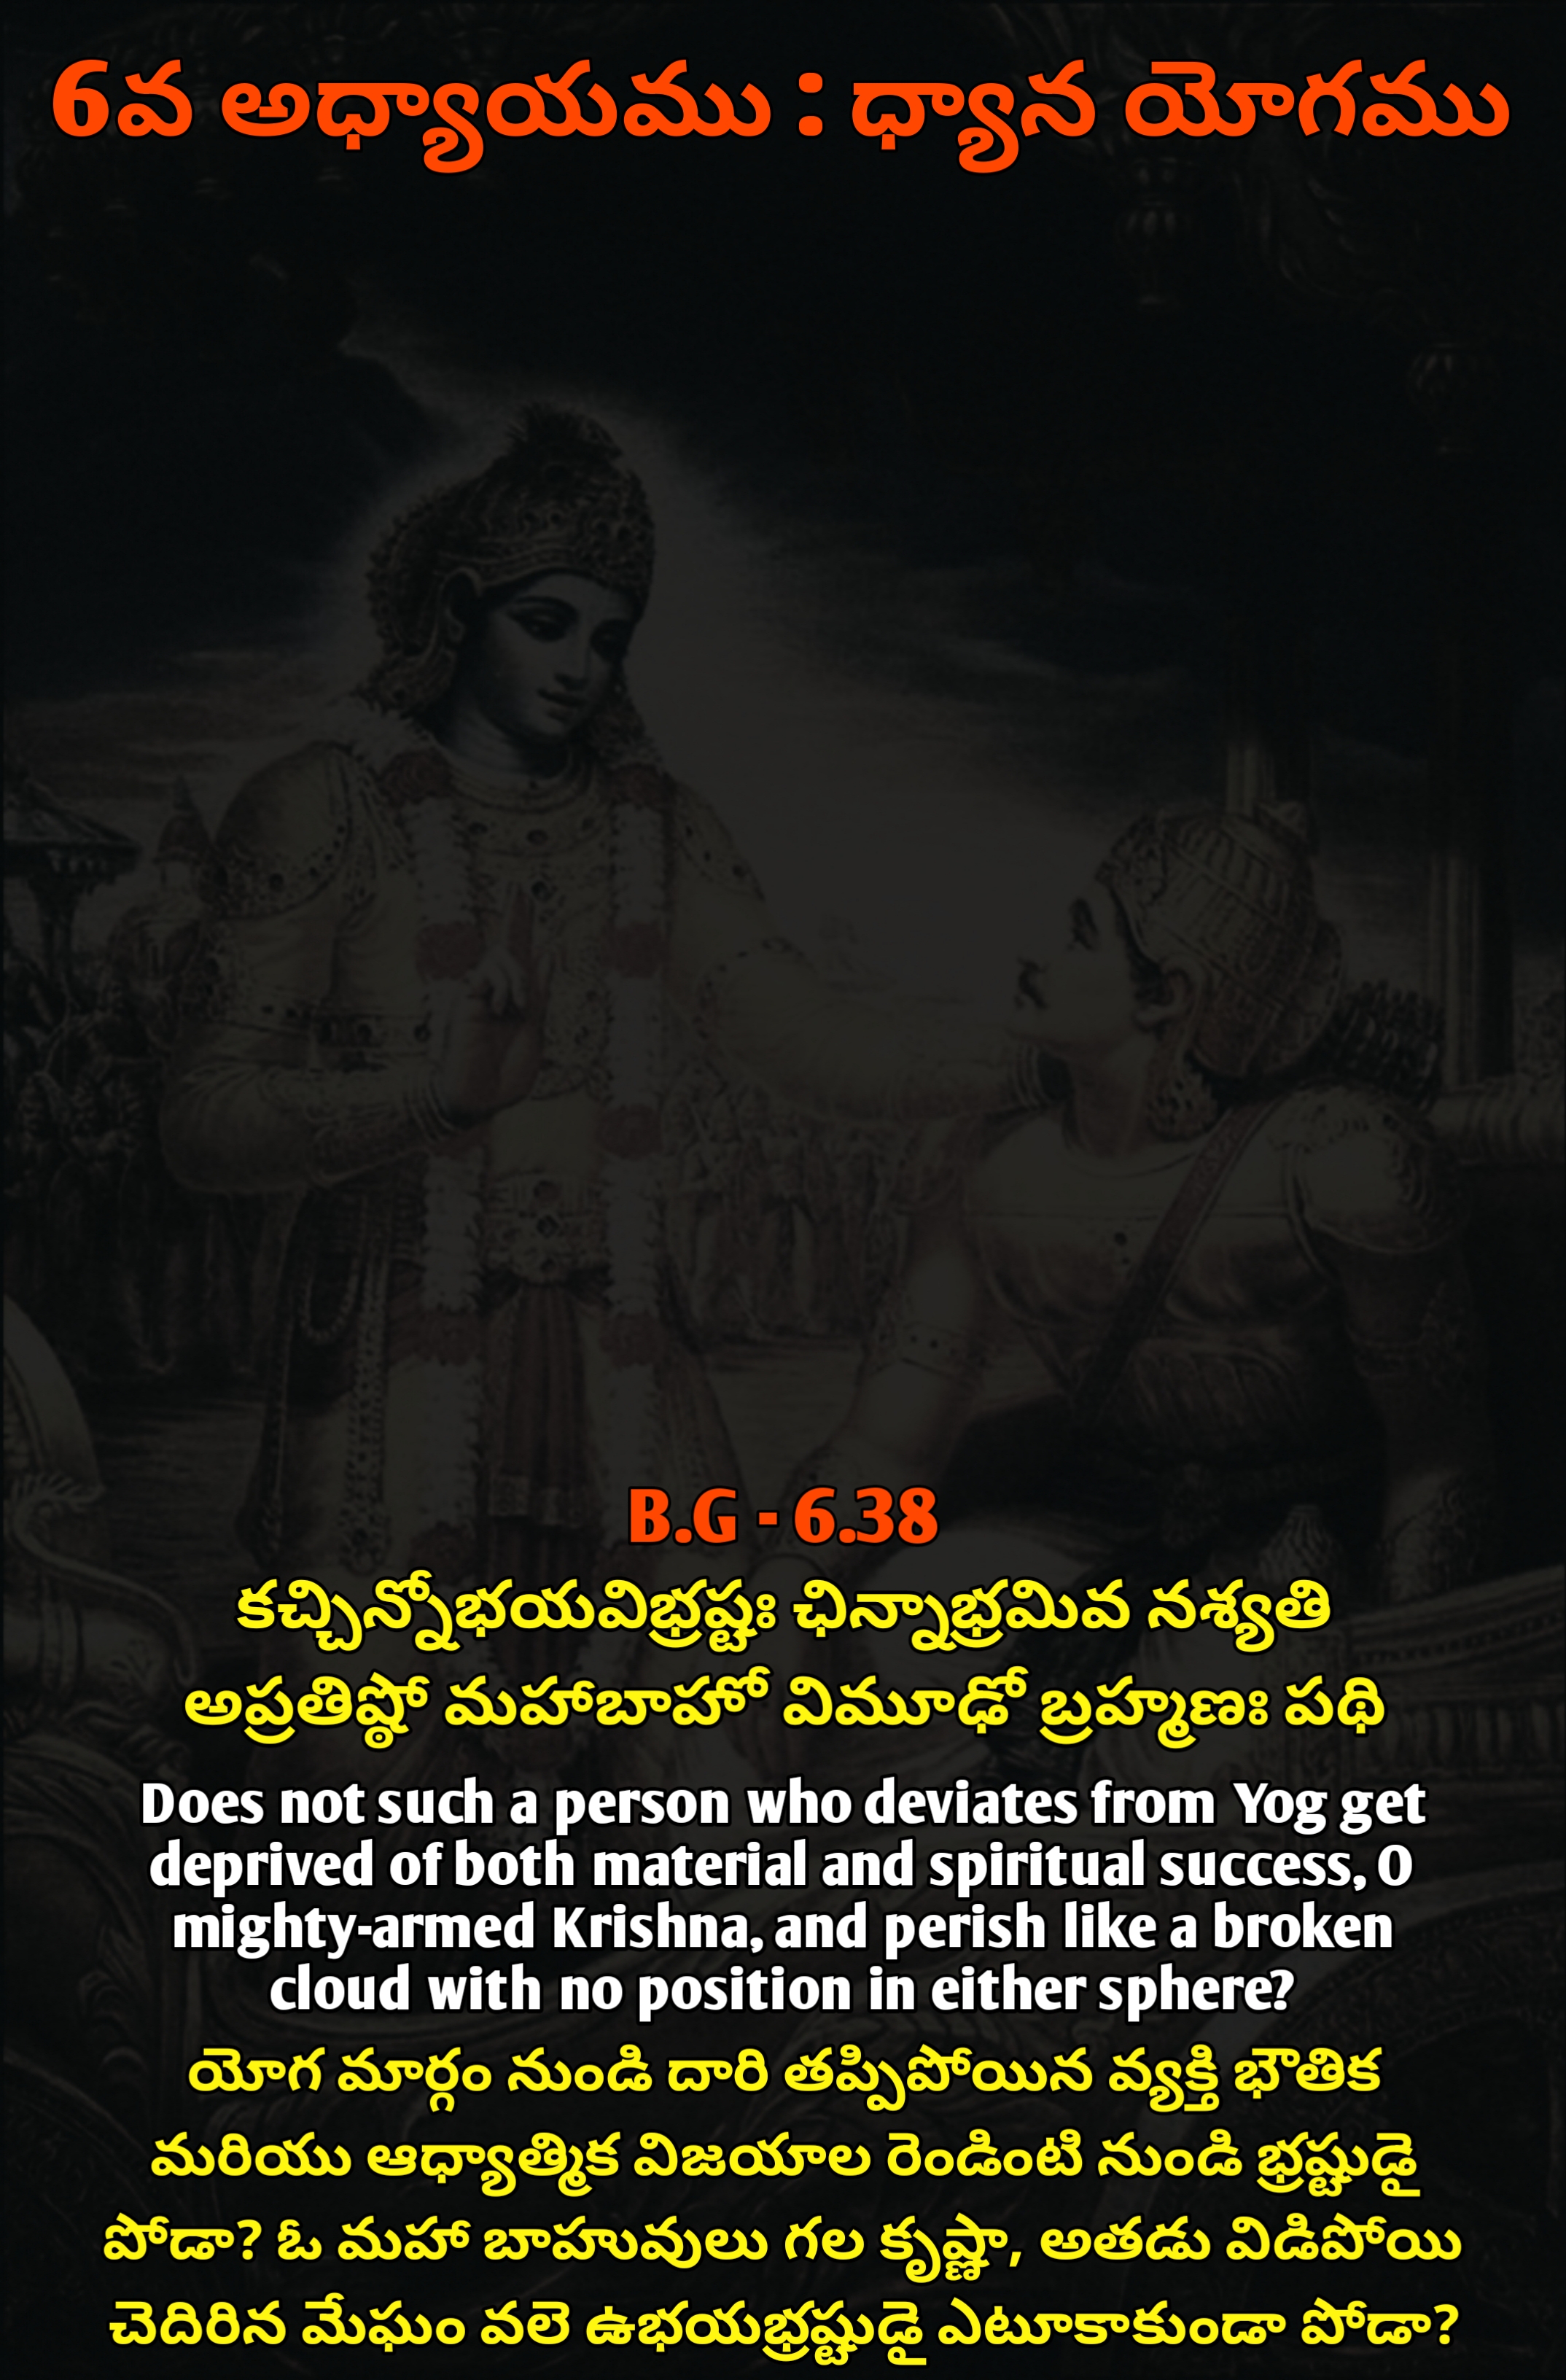 6వ అధ్యాయము : ధ్యాన యోగము
B.G - 6.38
కచ్చిన్నోభయవిభ్రష్టః ఛిన్నాభ్రమివ నశ్యతి
అప్రతిష్ఠో మహాబాహో విమూఢో బ్రహ్మణః పథి
Does not such a person who deviates from Yog get
deprived of both material and spiritual success, O
mighty-armed Krishna, and perish like a broken
cloud with no position in either sphere?
యోగ మార్గం నుండి దారి తప్పిపోయిన వ్యక్తి భౌతిక
మరియు ఆధ్యాత్మిక విజయాల రెండింటి నుండి భ్రష్టుడై
పోడా? ఓ మహా బాహువులు గల కృష్ణా, అతడు విడిపోయి
చెదిరిన మేఘం వలె ఉభయభ్రష్టుడై ఎటూకాకుండా పోడా?